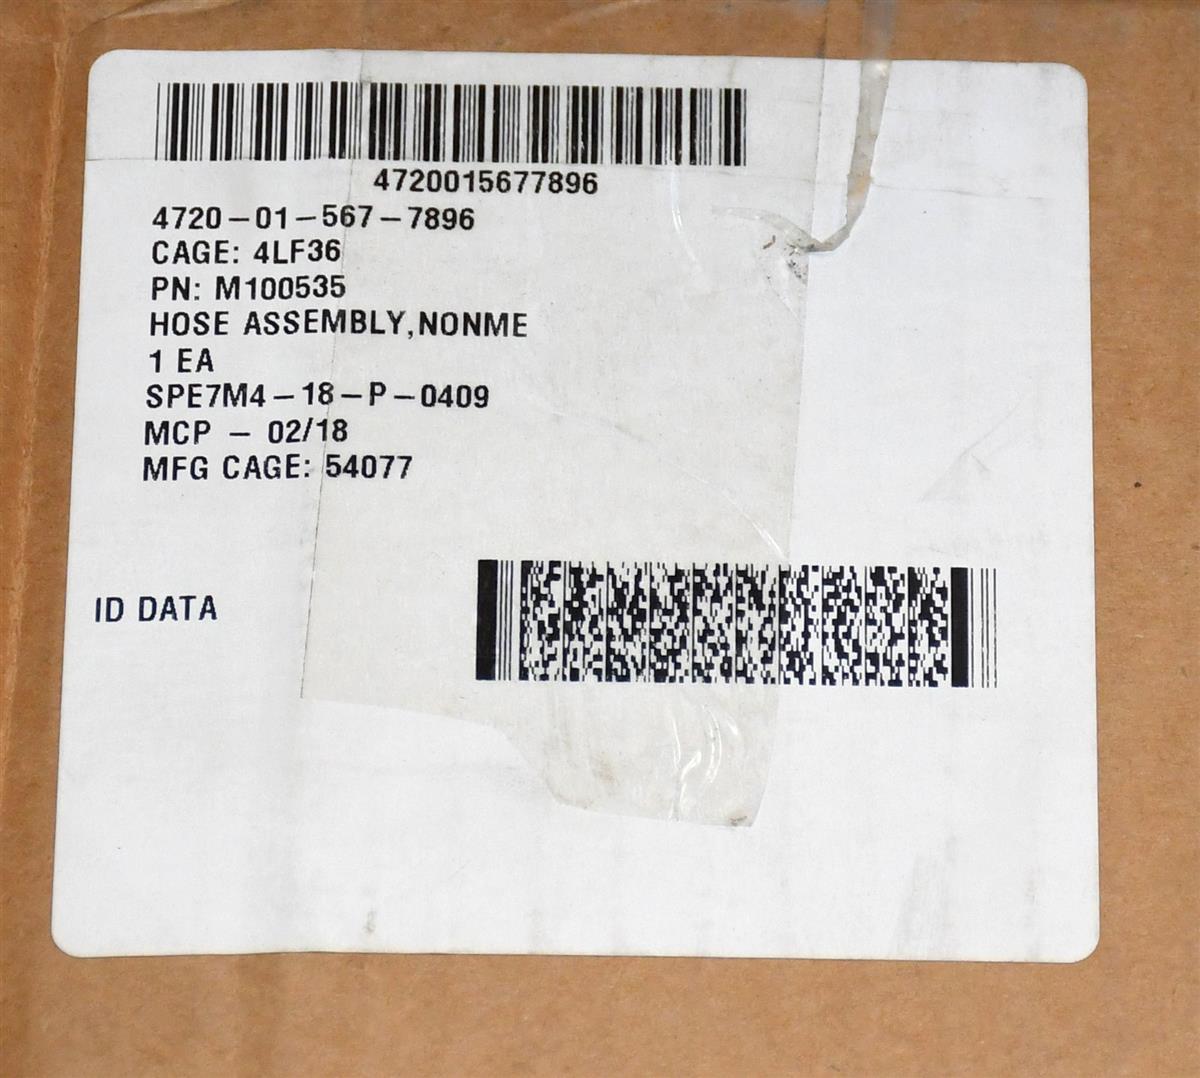 4720015677896
4720-01-567-7896
CAGE: 4LF36
PN: M100535
HOSE ASSEMBLY,NONME
1 EA
SPE7M4-18-P-0409
MCP - 02/18
MFG CAGE: 54077
ID DATA